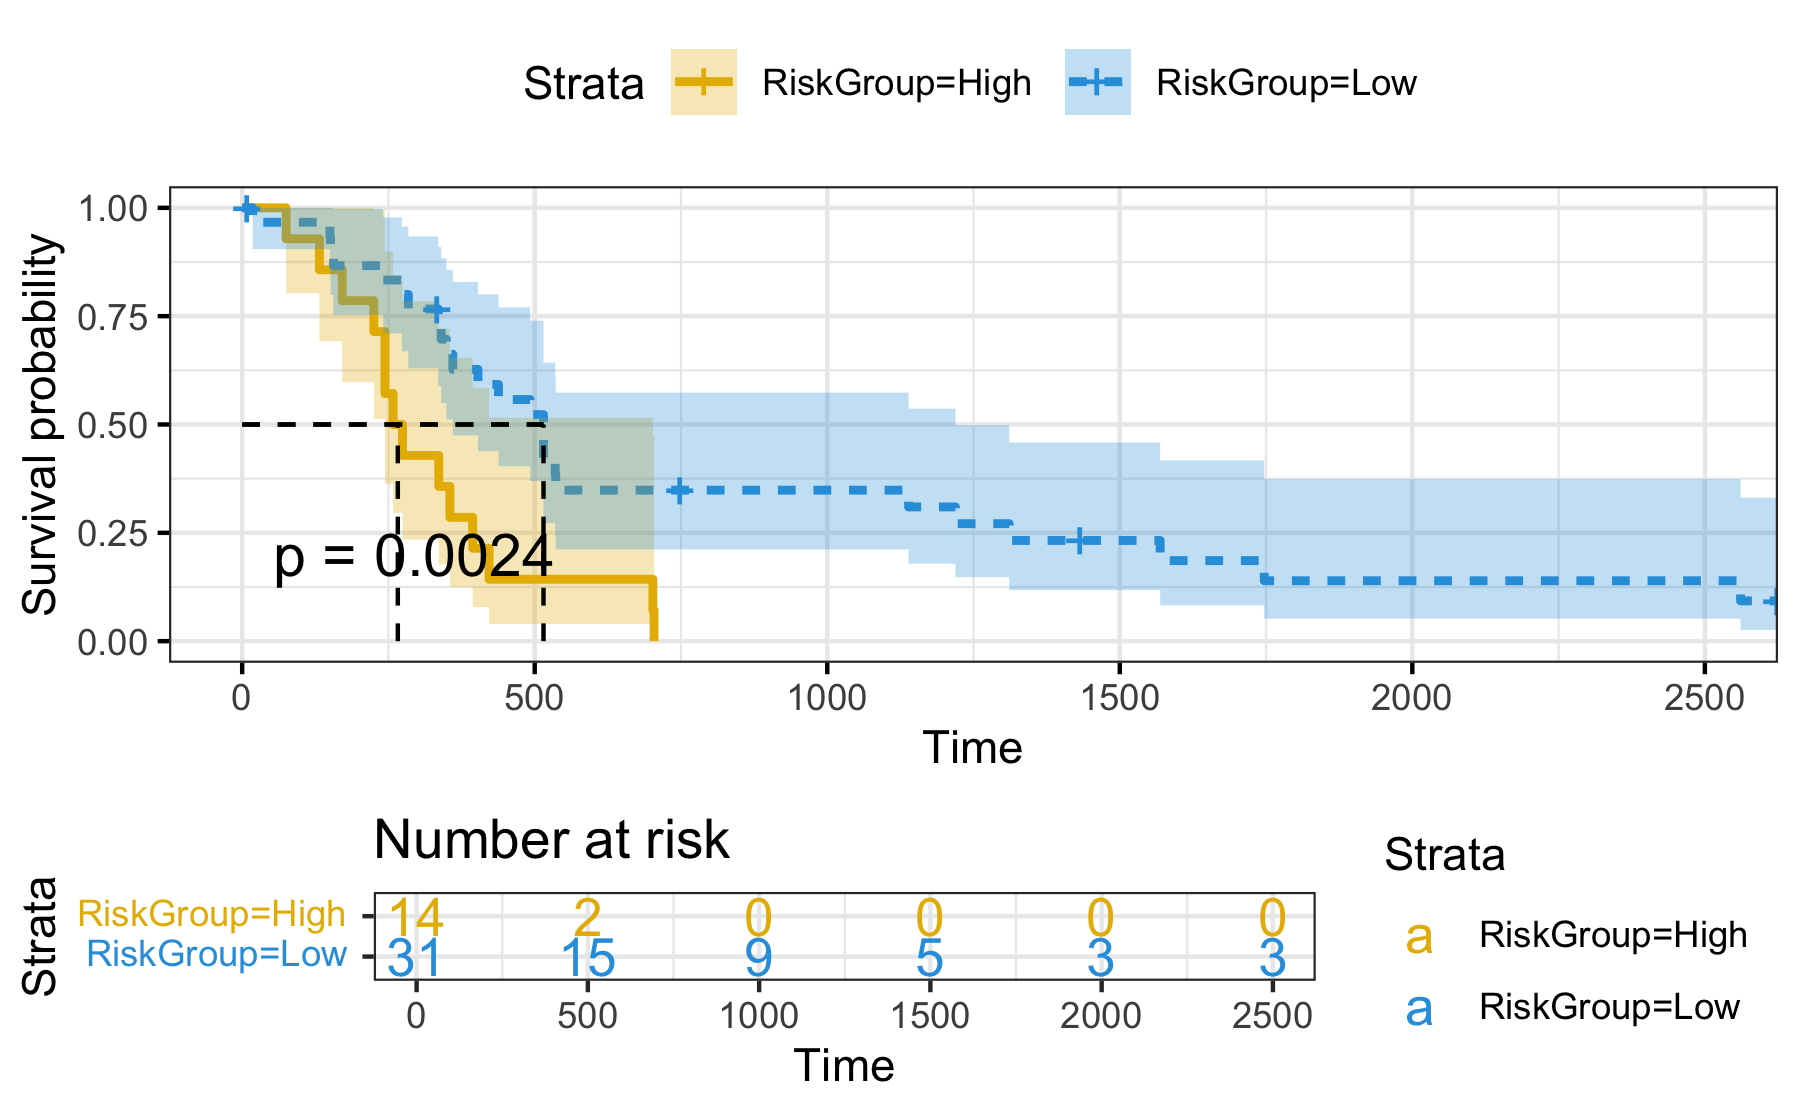 Strata RiskGroup=High RiskGroup=Low
Survival probability
1.00
0.75
0.50
0.25
0.00
p = 0.0024
0 500 1000 1500 2000 2500
Time
Number at risk
Strata
RiskGroup=High 14 2 0 0 0 0
RiskGroup=Low 31 15 9 5 3 3
0 500 1000 1500 2000 2500
Time
Strata
a RiskGroup=High
a RiskGroup=Low